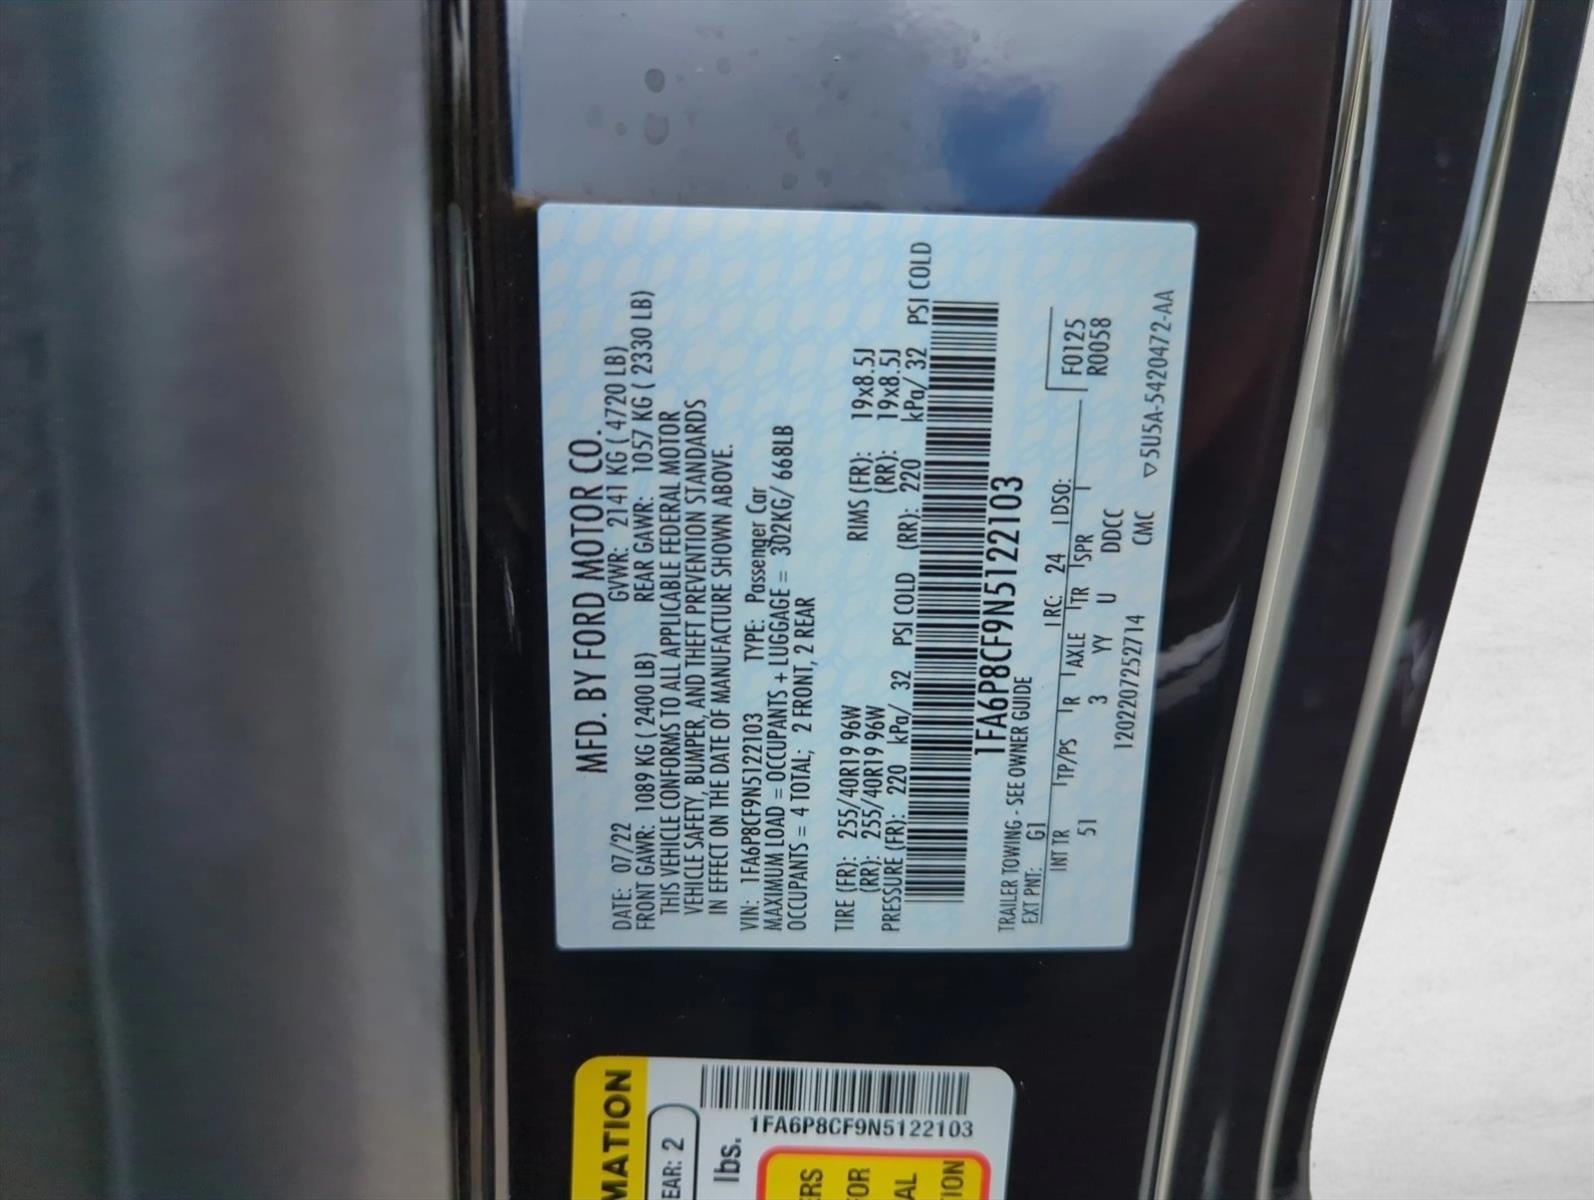 MFD. BY FORD MOTOR CO.
DATE: 07/22 GVWR: 2141 KG ( 4720 LB)
FRONT GAWR: 1089 KG ( 2400 LB) REAR GAWR: 1057 KG ( 2330 LB)
THIS VEHICLE CONFORMS TO ALL APPLICABLE FEDERAL MOTOR
VEHICLE SAFETY, BUMPER, AND THEFT PREVENTION STANDARDS
IN EFFECT ON THE DATE OF MANUFACTURE SHOWN ABOVE.
VIN: 1FA6P8CF9N5122103 TYPE: Passenger Car
MAXIMUM LOAD = OCCUPANTS + LUGGAGE = 302KG/ 668LB
OCCUPANTS = 4 TOTAL; 2 FRONT, 2 REAR
TIRE (FR): 255/40R19 96W RIMS (FR): 19x8.5J
(RR): 255/40R19 96W (RR): 19x8.5J
PRESSURE (FR): 220 kPa/ 32 PSI COLD (RR): 220 kPa/ 32 PSI COLD
1FA6P8CF9N5122103
TRAILER TOWING - SEE OWNER GUIDE
EXT PNT: G1 RC: 24 DSO:
INT TR TP/PS R AXLE TR SPR
51 3 YY U DDCC
F0125
R0058
1202207252714 CMC
▽5U5A-5420472-AA
MATION
EAR: 2
lbs.
1FA6P8CF9N5122103
RS
FOR
AL
ION